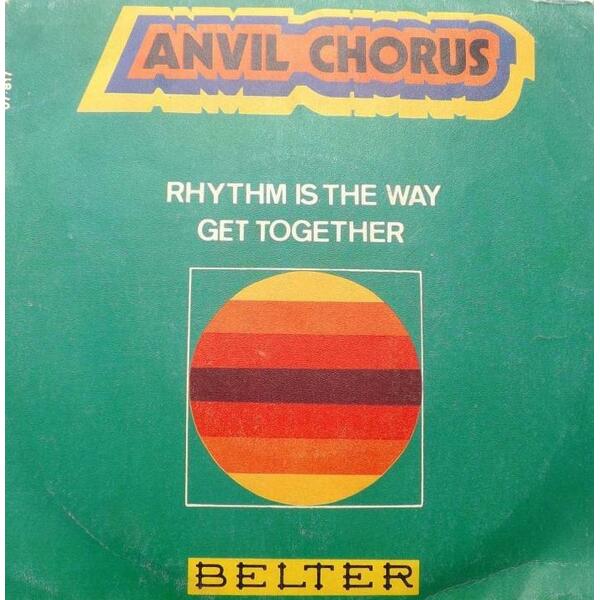 ANVIL CHORUS
RHYTHM IS THE WAY
GET TOGETHER
BELTER